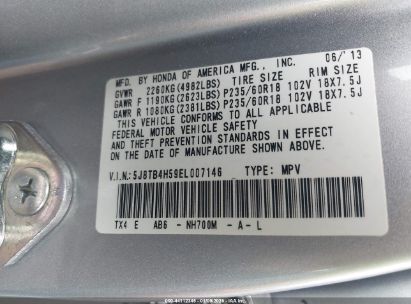 MFD. BY HONDA OF AMERICA MFG., INC. 06/'13
GVWR 2260KG(4982LBS) TIRE SIZE RIM SIZE
GAWR F 1190KG(2623LBS) P235/60R18 102V 18X7.5J
GAWR R 1080KG(2381LBS) P235/60R18 102V 18X7.5J
THIS VEHICLE CONFORMS TO ALL APPLICABLE
FEDERAL MOTOR VEHICLE SAFETY AND
THEFT PREVENTION STANDARDS IN EFFECT ON
THE DATE OF MANUFACTURE SHOWN ABOVE.
V.I.N.: 5J8TB4H59EL007146 TYPE: MPV
TX4 E AB6 -NH700M -A-L